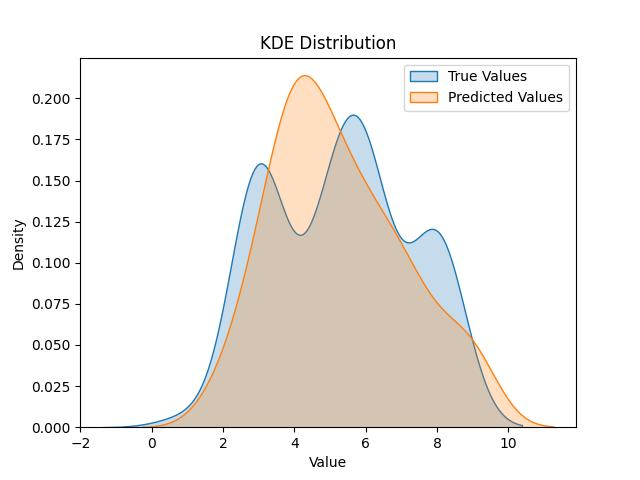 KDE Distribution
True Values
Predicted Values
0.200
0.175
0.150
0.125
0.100
0.075
0.050
0.025
0.000
Density
−2 0 2 4 6 8 10
Value